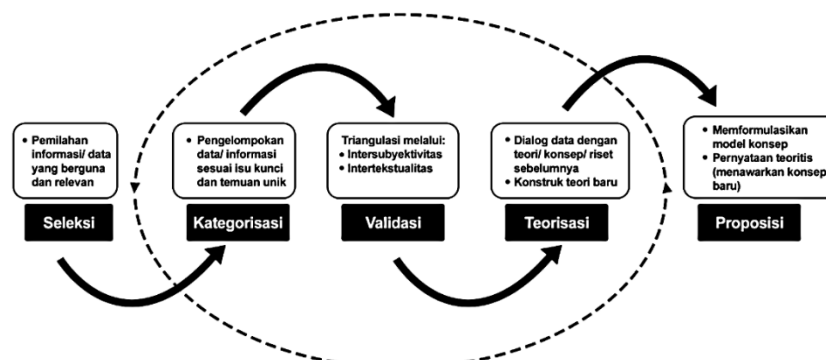 • Pemilahan
informasi/ data
yang berguna
dan relevan
Seleksi
• Pengelompokan
data/ informasi
sesuai isu kunci
dan temuan unik
Kategorisasi
Triangulasi melalui:
• Intersubyektivitas
• Intertekstualitas
Validasi
• Dialog data dengan
teori/ konsep/ riset
sebelumnya
• Konstruk teori baru
Teorisasi
• Memformulasikan
model konsep
• Pernyataan teoritis
(menawarkan konsep
baru)
Proposisi